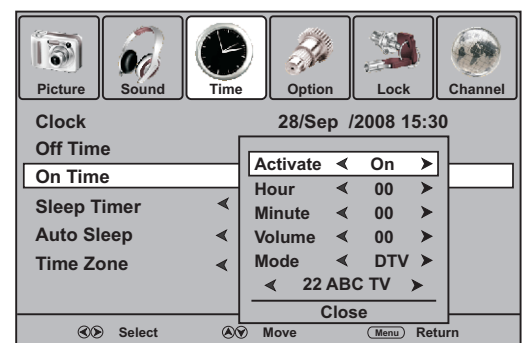 Picture Sound Time Option Lock Channel
Clock 28/Sep /2008 15:30
Off Time
On Time
Activate On
Hour 00
Sleep Timer
Minute 00
Auto Sleep
Volume 00
Time Zone
Mode DTV
22 ABC TV
Close
Select Move Menu Return